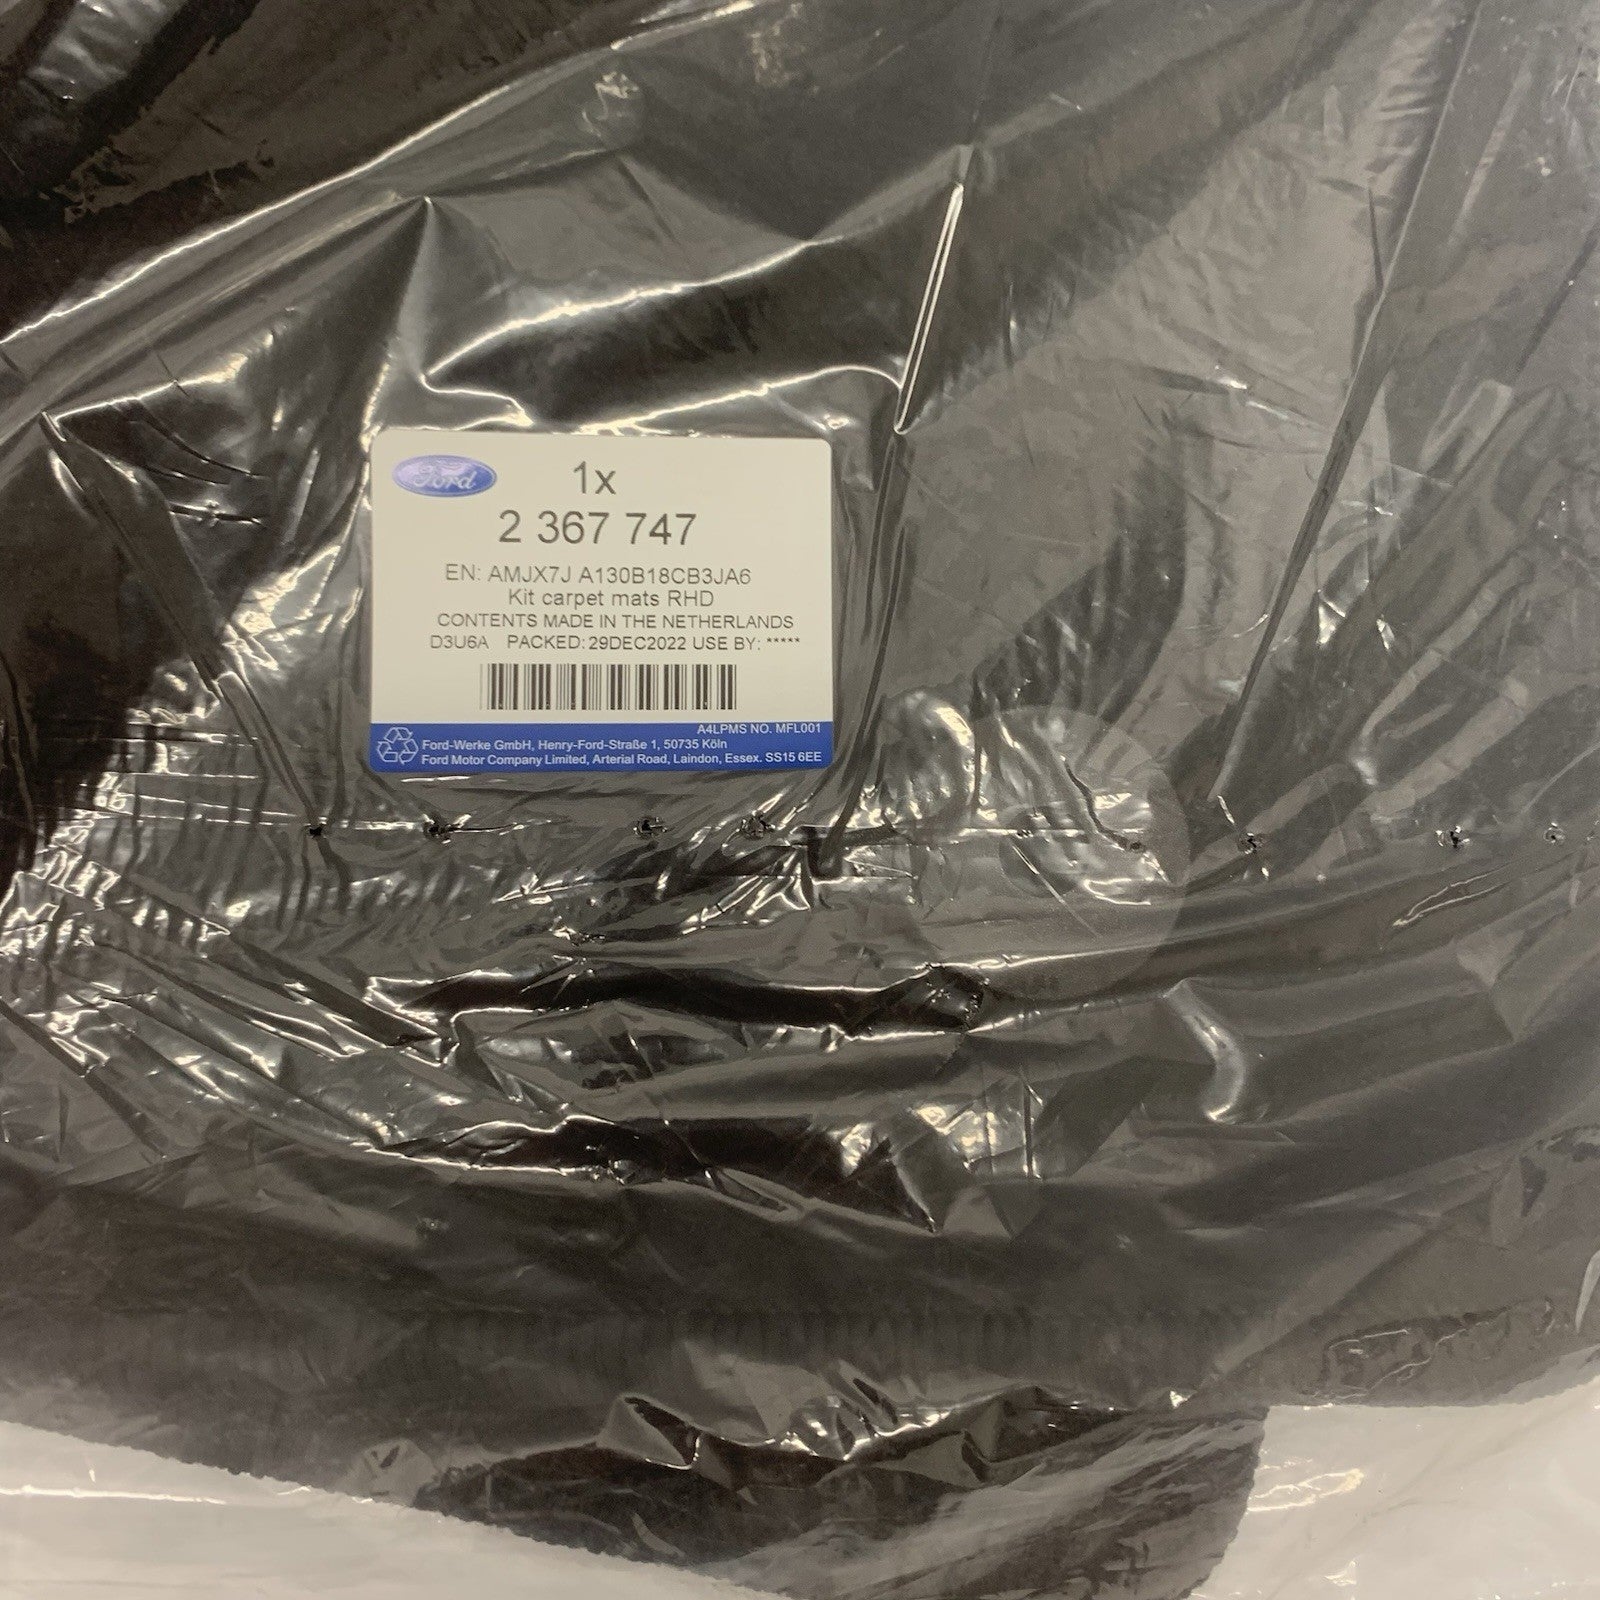 Ford
1x
2 367 747
EN: AMJX7J A130B18CB3JA6
Kit carpet mats RHD
CONTENTS MADE IN THE NETHERLANDS
D3U6A PACKED: 29DEC2022 USE BY: *****
A4LPMS NO. MFL001
Ford-Werke GmbH, Henry-Ford-Straße 1, 50735 Köln
Ford Motor Company Limited, Arterial Road, Laindon, Essex. SS15 6EE